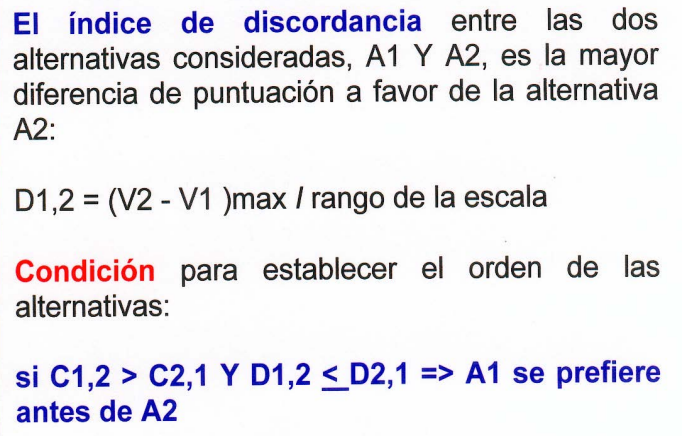 El índice de discordancia entre las dos
alternativas consideradas, A1 Y A2, es la mayor
diferencia de puntuación a favor de la alternativa
A2:
D1,2 = (V2 - V1 )max / rango de la escala
Condición para establecer el orden de las
alternativas:
si C1,2 > C2,1 Y D1,2 < D2,1 => A1 se prefiere
antes de A2